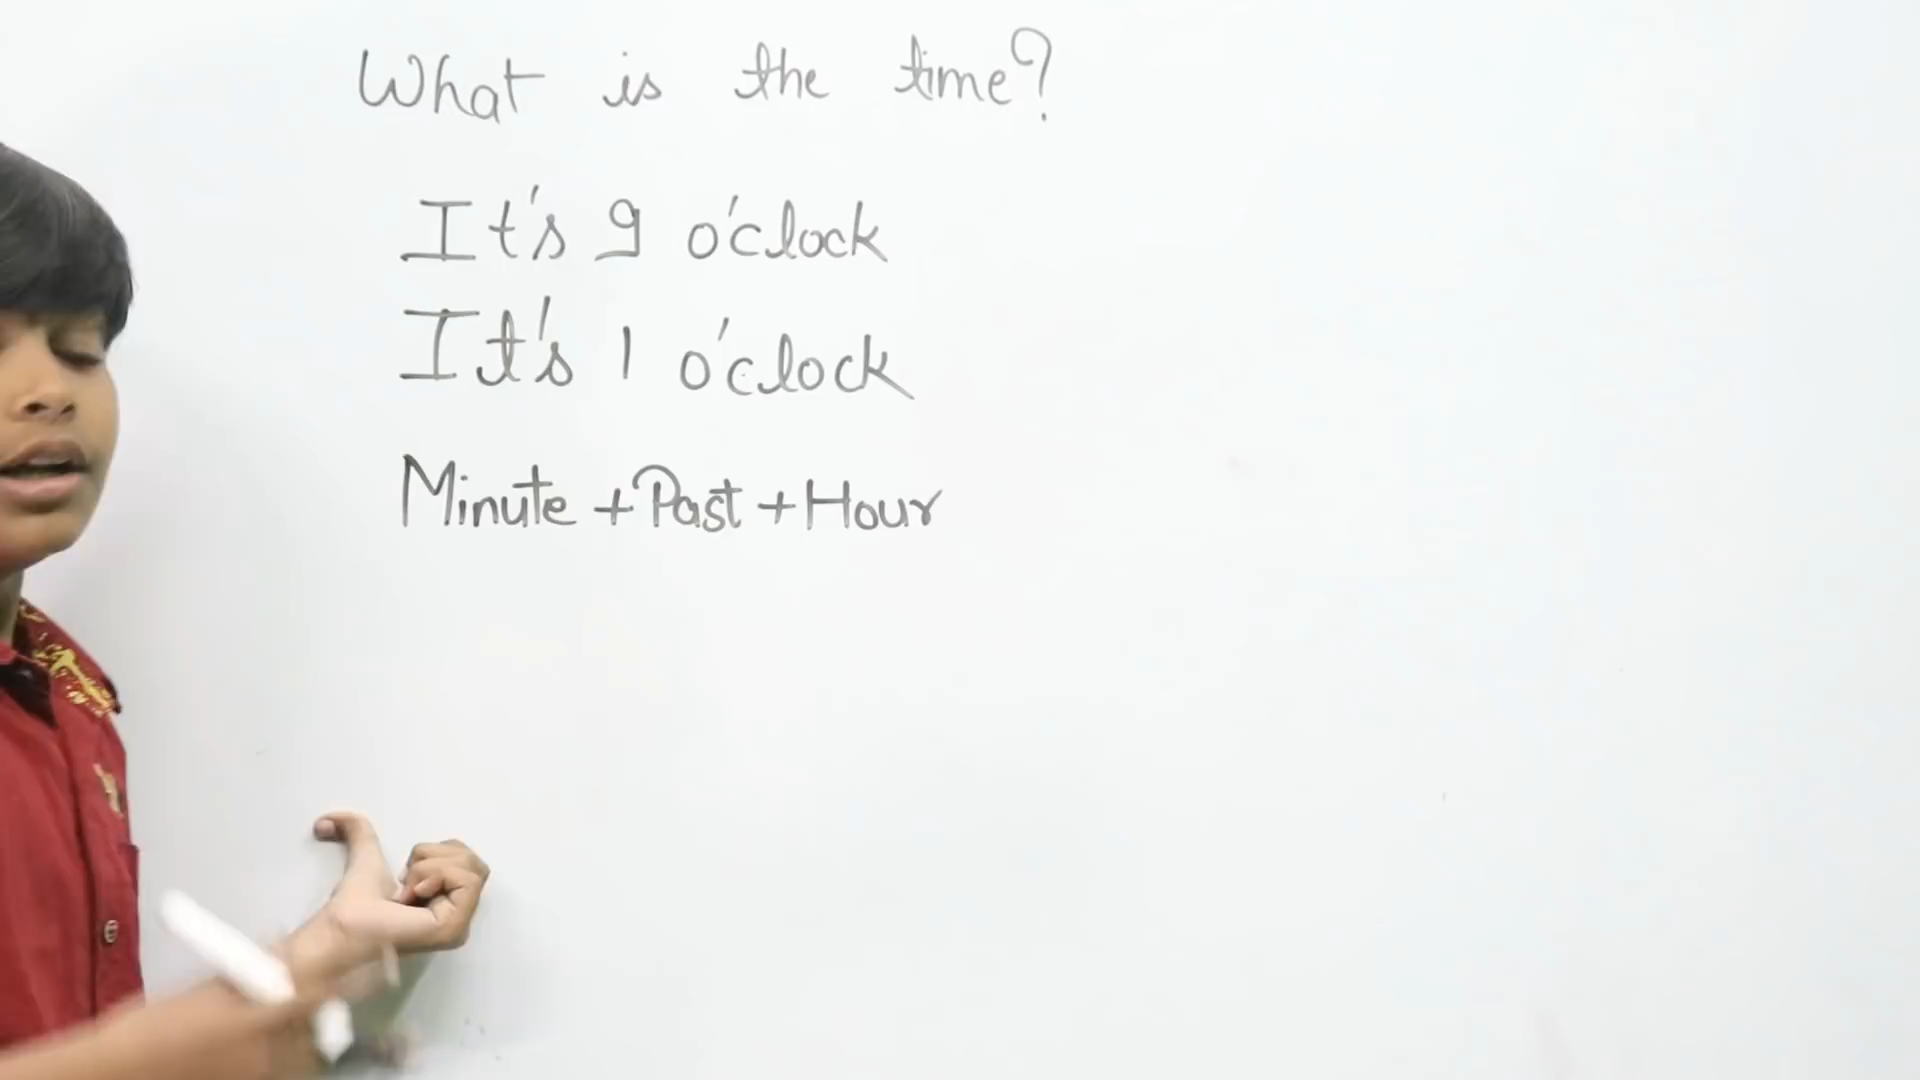 What is the time?
It's 9 o'clock
It's 1 o'clock
Minute + Past + Hour